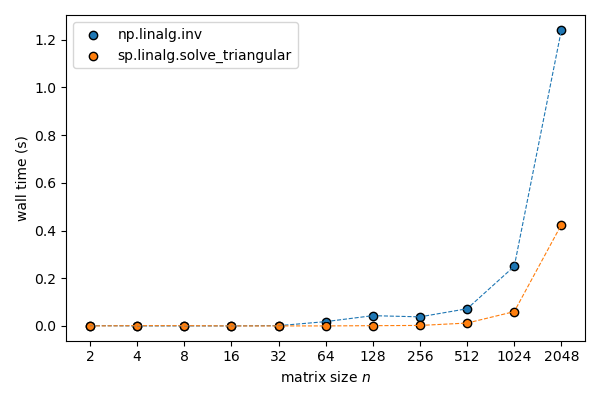 np.linalg.inv
sp.linalg.solve_triangular
wall time (s)
1.2
1.0
0.8
0.6
0.4
0.2
0.0
2 4 8 16 32 64 128 256 512 1024 2048
matrix size n